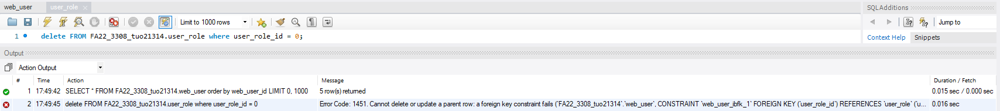 web_user user_role
SQLAdditions
Limit to 1000 rows
Jump to
1 delete FROM FA22_3308_tuo21314.user_role where user_role_id = 0;
Context Help Snippets
Output
Action Output
# Time Action Message Duration / Fetch
1 17:49:42 SELECT * FROM FA22_3308_tuo21314.web_user order by web_user_id LIMIT 0, 1000 5 row(s) returned 0.015 sec / 0.000 sec
2 17:49:45 delete FROM FA22_3308_tuo21314.user_role where user_role_id = 0 Error Code: 1451. Cannot delete or update a parent row: a foreign key constraint fails (`FA22_3308_tuo21314`.`web_user`, CONSTRAINT `web_user_ibfk_1` FOREIGN KEY (`user_role_id`) REFERENCES `user_role` (`u... 0.016 sec